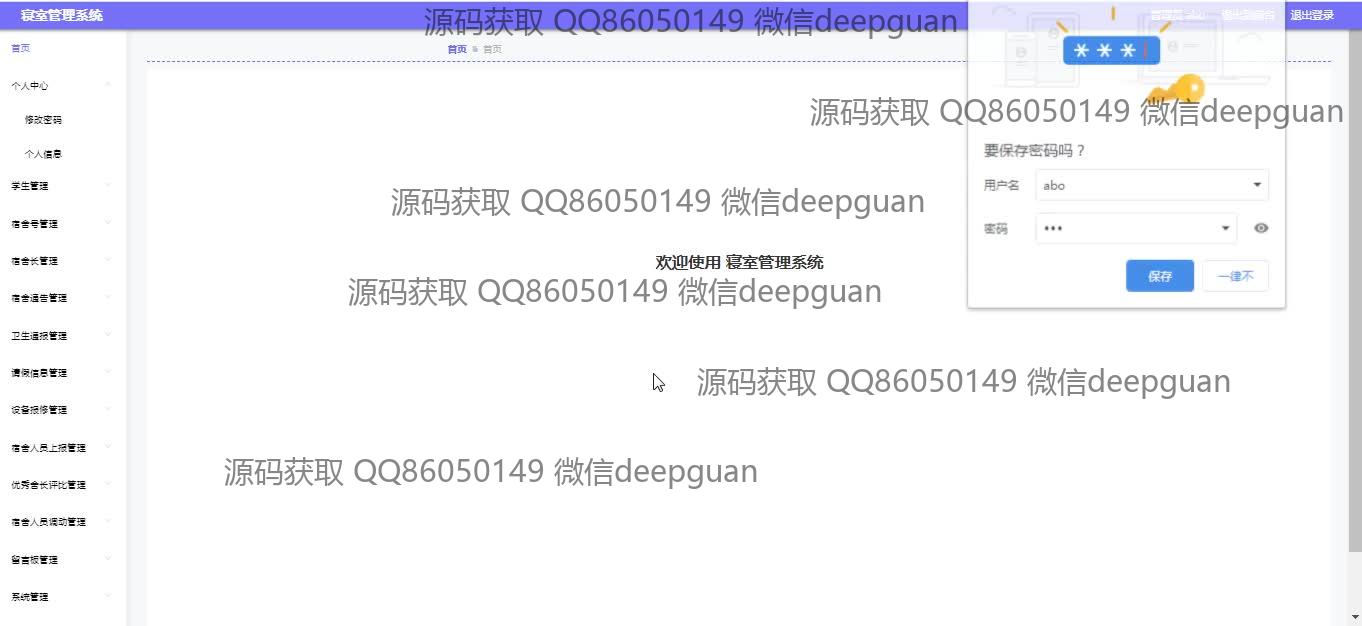 寝室管理系统
源码获取 QQ86050149 微信deepguan
退出登录
首页
首页 首页
个人中心
修改密码
个人信息
学生管理
宿舍号管理
宿舍长管理
宿舍通告管理
卫生通报管理
请假信息管理
设备报修管理
宿舍人员上报管理
优秀舍长评比管理
宿舍人员调动管理
留言板管理
系统管理
源码获取 QQ86050149 微信deepguan
要保存密码吗？
用户名 abo
密码
保存 一律不
源码获取 QQ86050149 微信deepguan
欢迎使用 寝室管理系统
源码获取 QQ86050149 微信deepguan
源码获取 QQ86050149 微信deepguan
源码获取 QQ86050149 微信deepguan